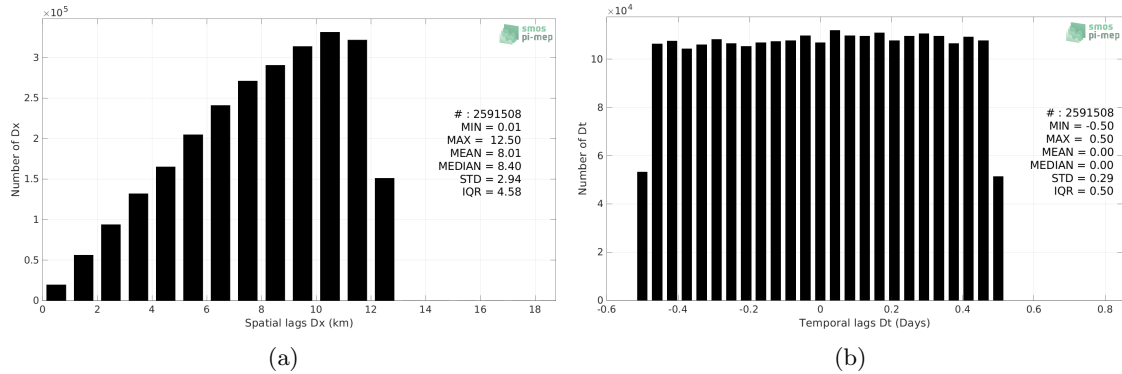 ×10⁵
3
2.5
2
1.5
1
0.5
0
Number of Dx
0 2 4 6 8 10 12 14 16 18
Spatial lags Dx (km)
smos
pi-mep
# : 2591508
MIN = 0.01
MAX = 12.50
MEAN = 8.01
MEDIAN = 8.40
STD = 2.94
IQR = 4.58
(a)
×10⁴
10
8
6
4
2
0
Number of Dt
-0.6 -0.4 -0.2 0 0.2 0.4 0.6 0.8
Temporal lags Dt (Days)
smos
pi-mep
# : 2591508
MIN = -0.50
MAX = 0.50
MEAN = 0.00
MEDIAN = 0.00
STD = 0.29
IQR = 0.50
(b)